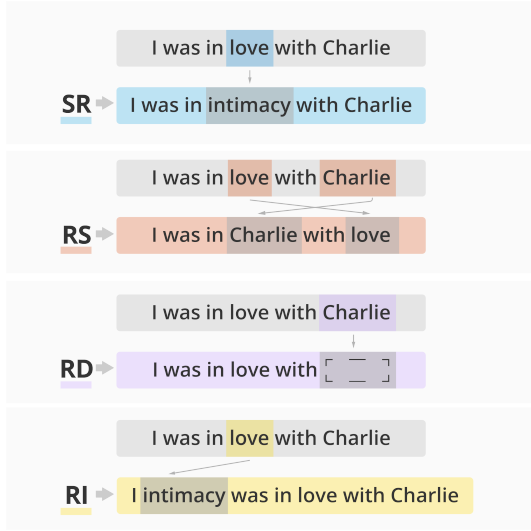 I was in love with Charlie
SR I was in intimacy with Charlie
I was in love with Charlie
RS I was in Charlie with love
I was in love with Charlie
RD I was in love with
I was in love with Charlie
RI I intimacy was in love with Charlie